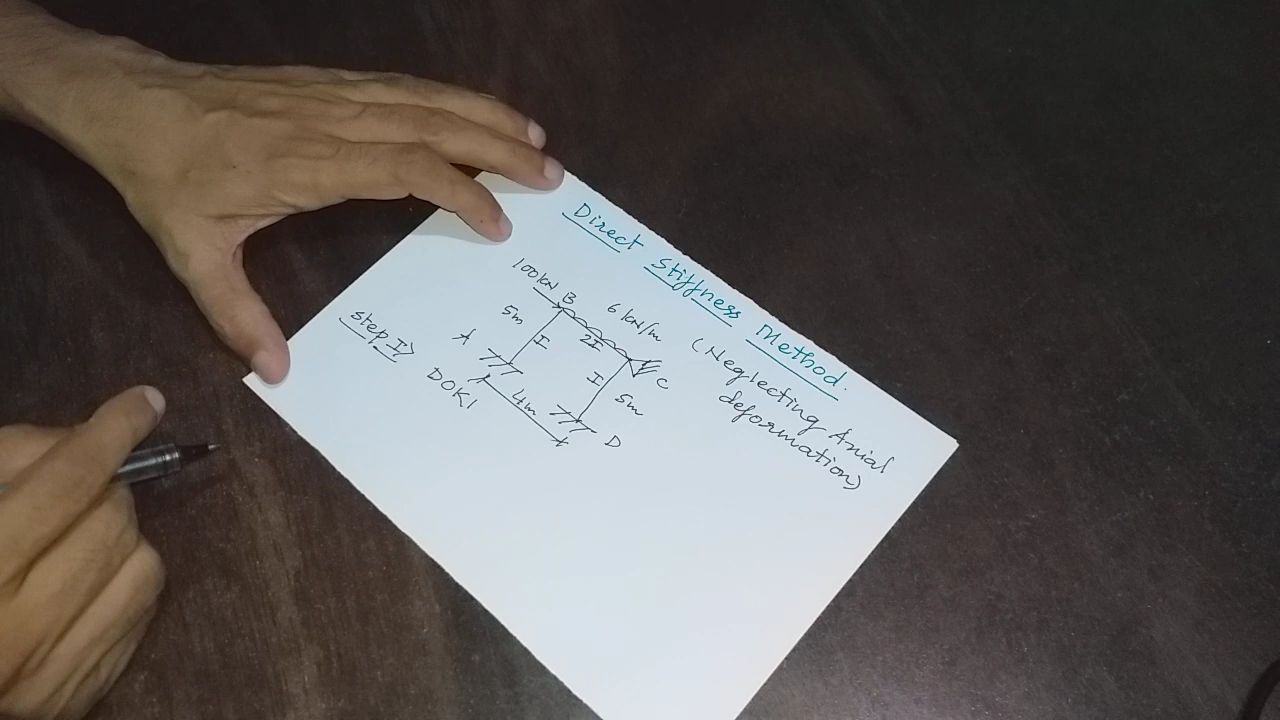 Direct Stiffness Method.
(Neglecting Axial
deformation)
100kN B 6 kN/m
5m I 2I
A I C
5m
4m D
Step I>
DOKI